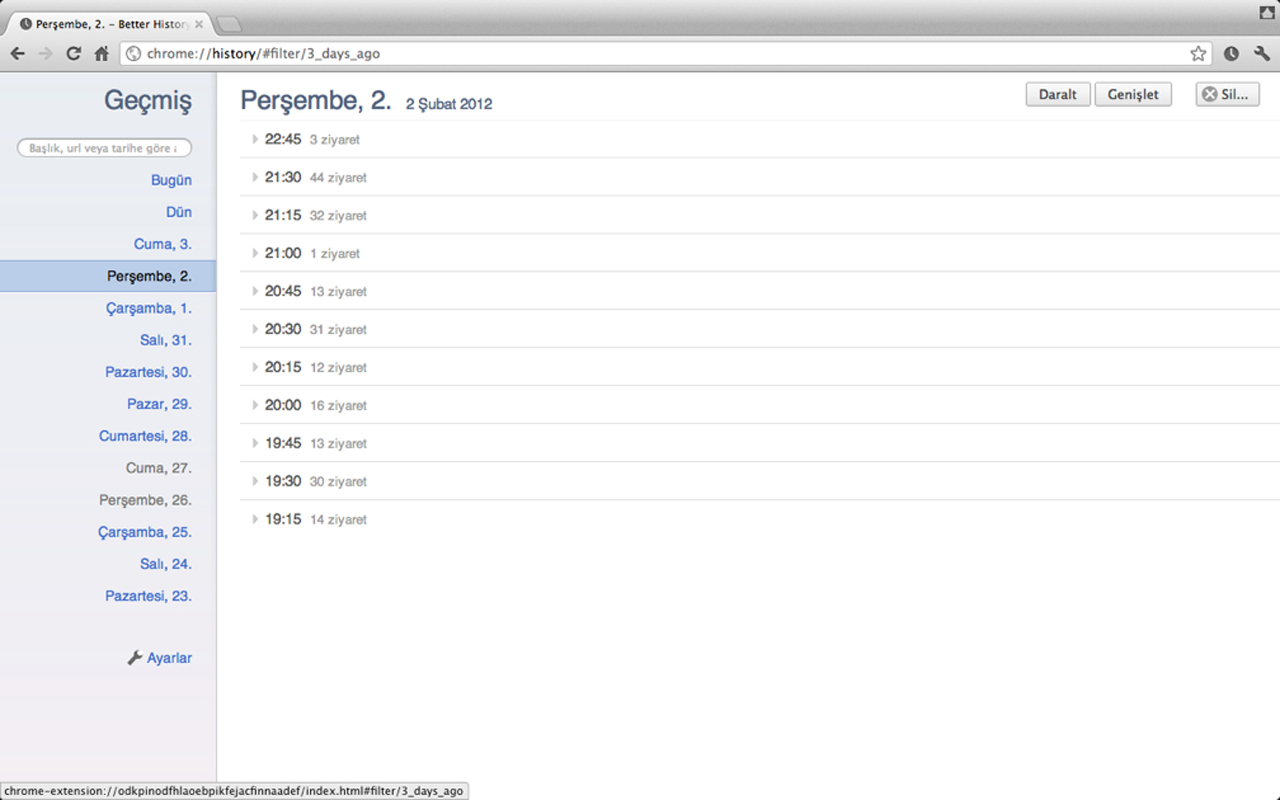 Perşembe, 2. – Better History
chrome://history/#filter/3_days_ago
Geçmiş
Başlık, url veya tarihe göre
Bugün
Dün
Cuma, 3.
Perşembe, 2.
Çarşamba, 1.
Salı, 31.
Pazartesi, 30.
Pazar, 29.
Cumartesi, 28.
Cuma, 27.
Perşembe, 26.
Çarşamba, 25.
Salı, 24.
Pazartesi, 23.
Ayarlar
Perşembe, 2. 2 Şubat 2012
Daralt Genişlet Sil...
22:45 3 ziyaret
21:30 44 ziyaret
21:15 32 ziyaret
21:00 1 ziyaret
20:45 13 ziyaret
20:30 31 ziyaret
20:15 12 ziyaret
20:00 16 ziyaret
19:45 13 ziyaret
19:30 30 ziyaret
19:15 14 ziyaret
chrome-extension://odkpinodfhlaoebpikfejacfinnaadef/index.html#filter/3_days_ago